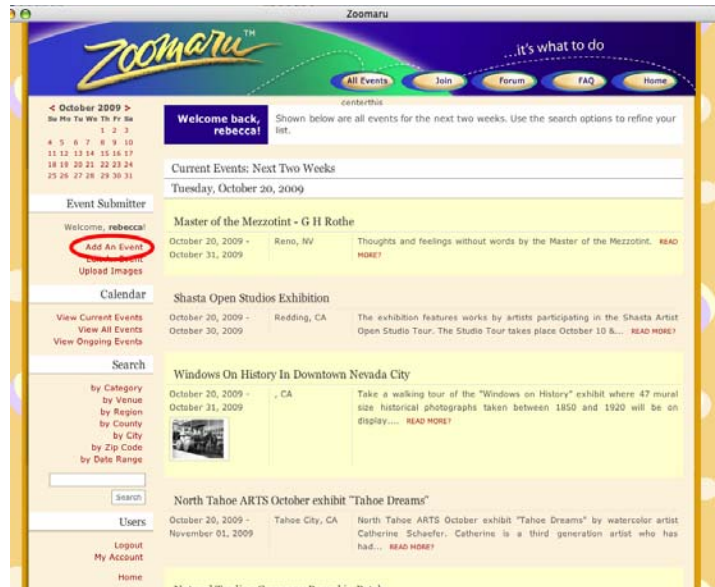 Zoomaru
Zoomaru™
...it's what to do
All Events Join Forum FAQ Home
centerthis
< October 2009 >
Su Mo Tu We Th Fr Sa
1 2 3
4 5 6 7 8 9 10
11 12 13 14 15 16 17
18 19 20 21 22 23 24
25 26 27 28 29 30 31
Event Submitter
Welcome, rebecca!
Add An Event
Upload Images
Calendar
View Current Events
View All Events
View Ongoing Events
Search
by Category
by Venue
by Region
by County
by City
by Zip Code
by Date Range
Search
Users
Logout
My Account
Home
Welcome back,
rebecca!
Shown below are all events for the next two weeks. Use the search options to refine your
list.
Current Events: Next Two Weeks
Tuesday, October 20, 2009
Master of the Mezzotint - G H Rothe
October 20, 2009 -
October 31, 2009
Reno, NV
Thoughts and feelings without words by the Master of the Mezzotint. READ
MORE?
Shasta Open Studios Exhibition
October 20, 2009 -
October 30, 2009
Redding, CA
The exhibition features works by artists participating in the Shasta Artist
Open Studio Tour. The Studio Tour takes place October 10 &... READ MORE?
Windows On History In Downtown Nevada City
October 20, 2009 -
October 31, 2009
, CA
Take a walking tour of the "Windows on History" exhibit where 47 mural
size historical photographs taken between 1850 and 1920 will be on
display.... READ MORE?
North Tahoe ARTS October exhibit "Tahoe Dreams"
October 20, 2009 -
November 01, 2009
Tahoe City, CA
North Tahoe ARTS October exhibit "Tahoe Dreams" by watercolor artist
Catherine Schaefer. Catherine is a third generation artist who has
had... READ MORE?